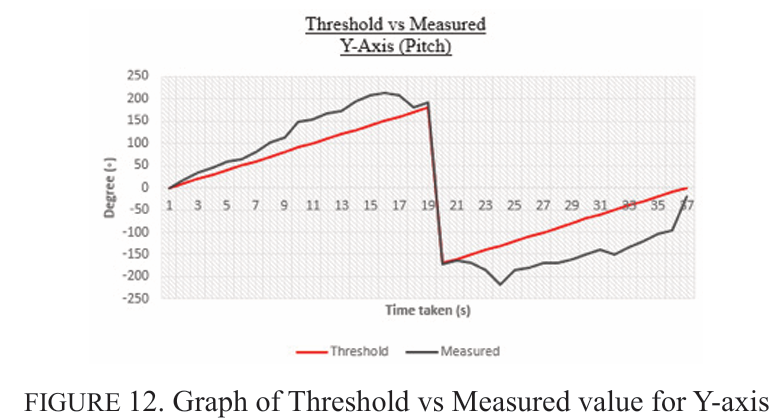 Threshold vs Measured
Y-Axis (Pitch)
250
200
150
100
50
0
-50
-100
-150
-200
-250
Degree (∘)
1 3 5 7 9 11 13 15 17 19 21 23 25 27 29 31 33 35 37
Time taken (s)
Threshold Measured
FIGURE 12. Graph of Threshold vs Measured value for Y-axis